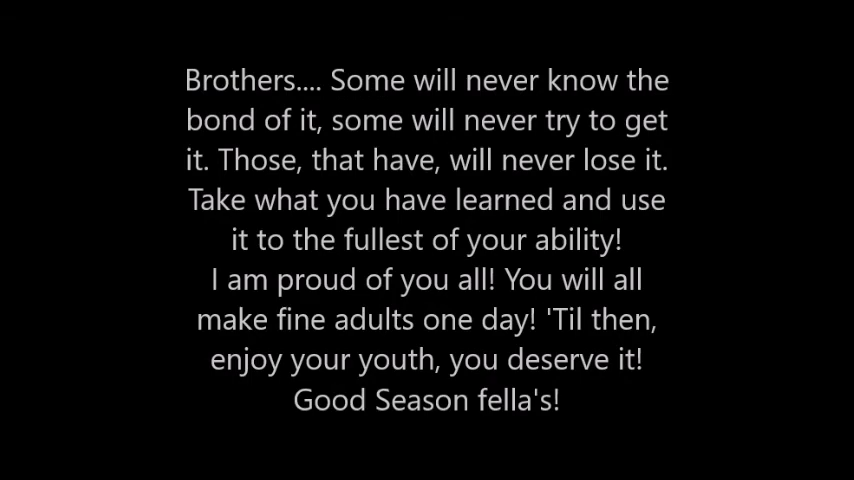 Brothers.... Some will never know the
bond of it, some will never try to get
it. Those, that have, will never lose it.
Take what you have learned and use
it to the fullest of your ability!
I am proud of you all! You will all
make fine adults one day! 'Til then,
enjoy your youth, you deserve it!
Good Season fella's!